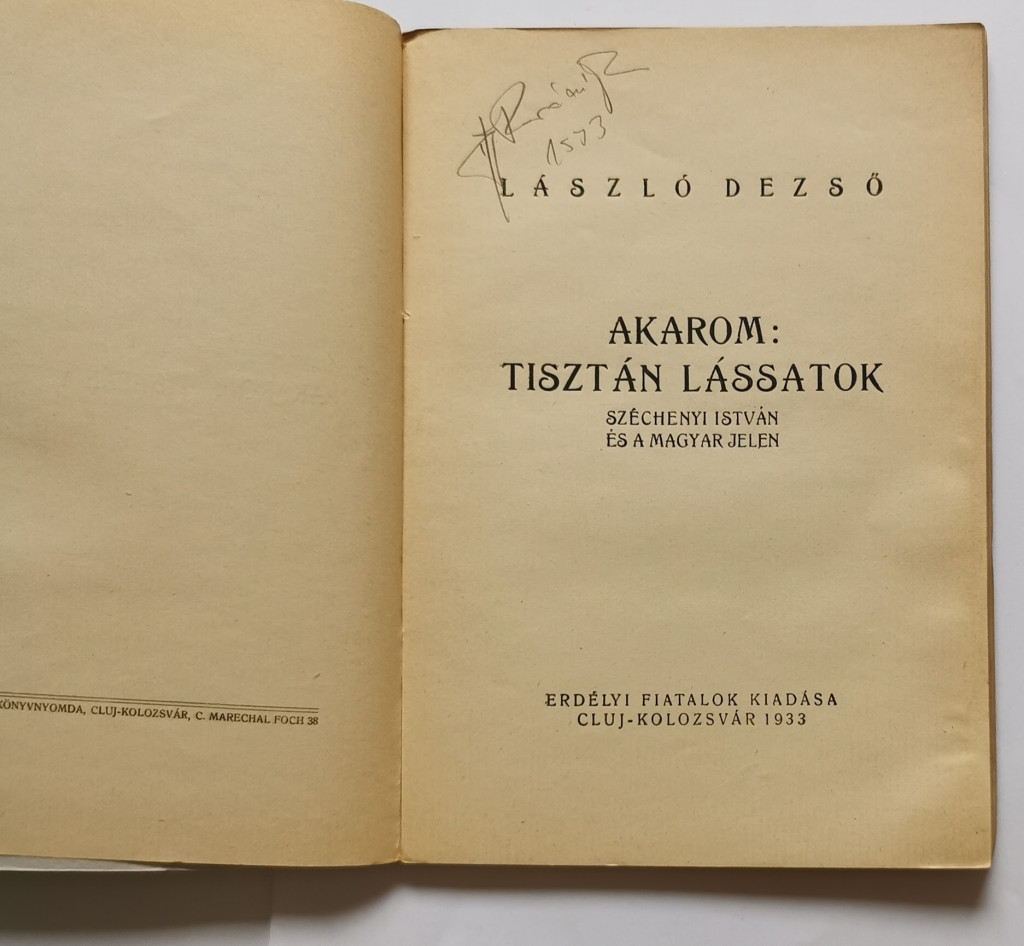 KÖNYVNYOMDA, CLUJ-KOLOZSVÁR, C. MARECHAL FOCH 38
1973
LÁSZLÓ DEZSŐ
AKAROM:
TISZTÁN LÁSSATOK
SZÉCHENYI ISTVÁN
ÉS A MAGYAR JELEN
ERDÉLYI FIATALOK KIADÁSA
CLUJ-KOLOZSVÁR 1933